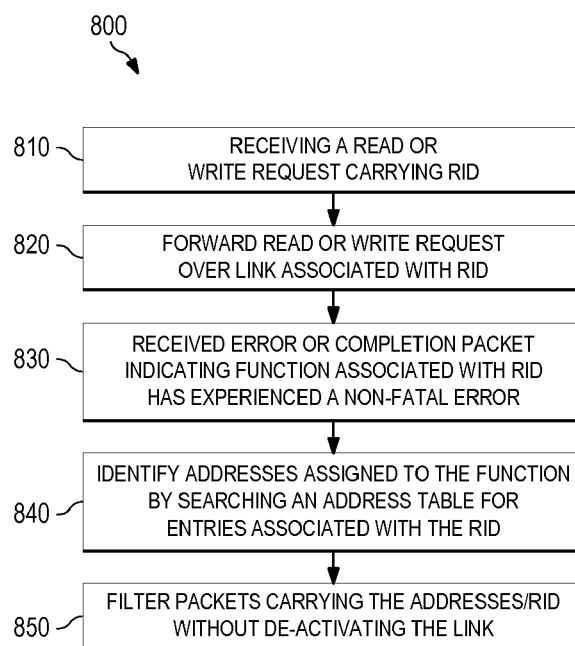 800
810
RECEIVING A READ OR
WRITE REQUEST CARRYING RID
820
FORWARD READ OR WRITE REQUEST
OVER LINK ASSOCIATED WITH RID
830
RECEIVED ERROR OR COMPLETION PACKET
INDICATING FUNCTION ASSOCIATED WITH RID
HAS EXPERIENCED A NON-FATAL ERROR
840
IDENTIFY ADDRESSES ASSIGNED TO THE FUNCTION
BY SEARCHING AN ADDRESS TABLE FOR
ENTRIES ASSOCIATED WITH THE RID
850
FILTER PACKETS CARRYING THE ADDRESSES/RID
WITHOUT DE-ACTIVATING THE LINK